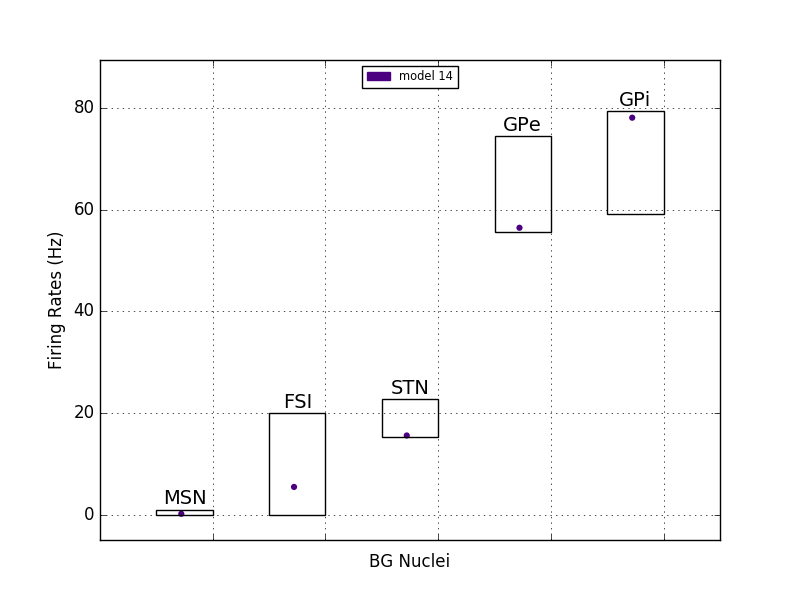 model 14
GPi
GPe
80
60
40
20
0
STN
FSI
MSN
Firing Rates (Hz)
BG Nuclei